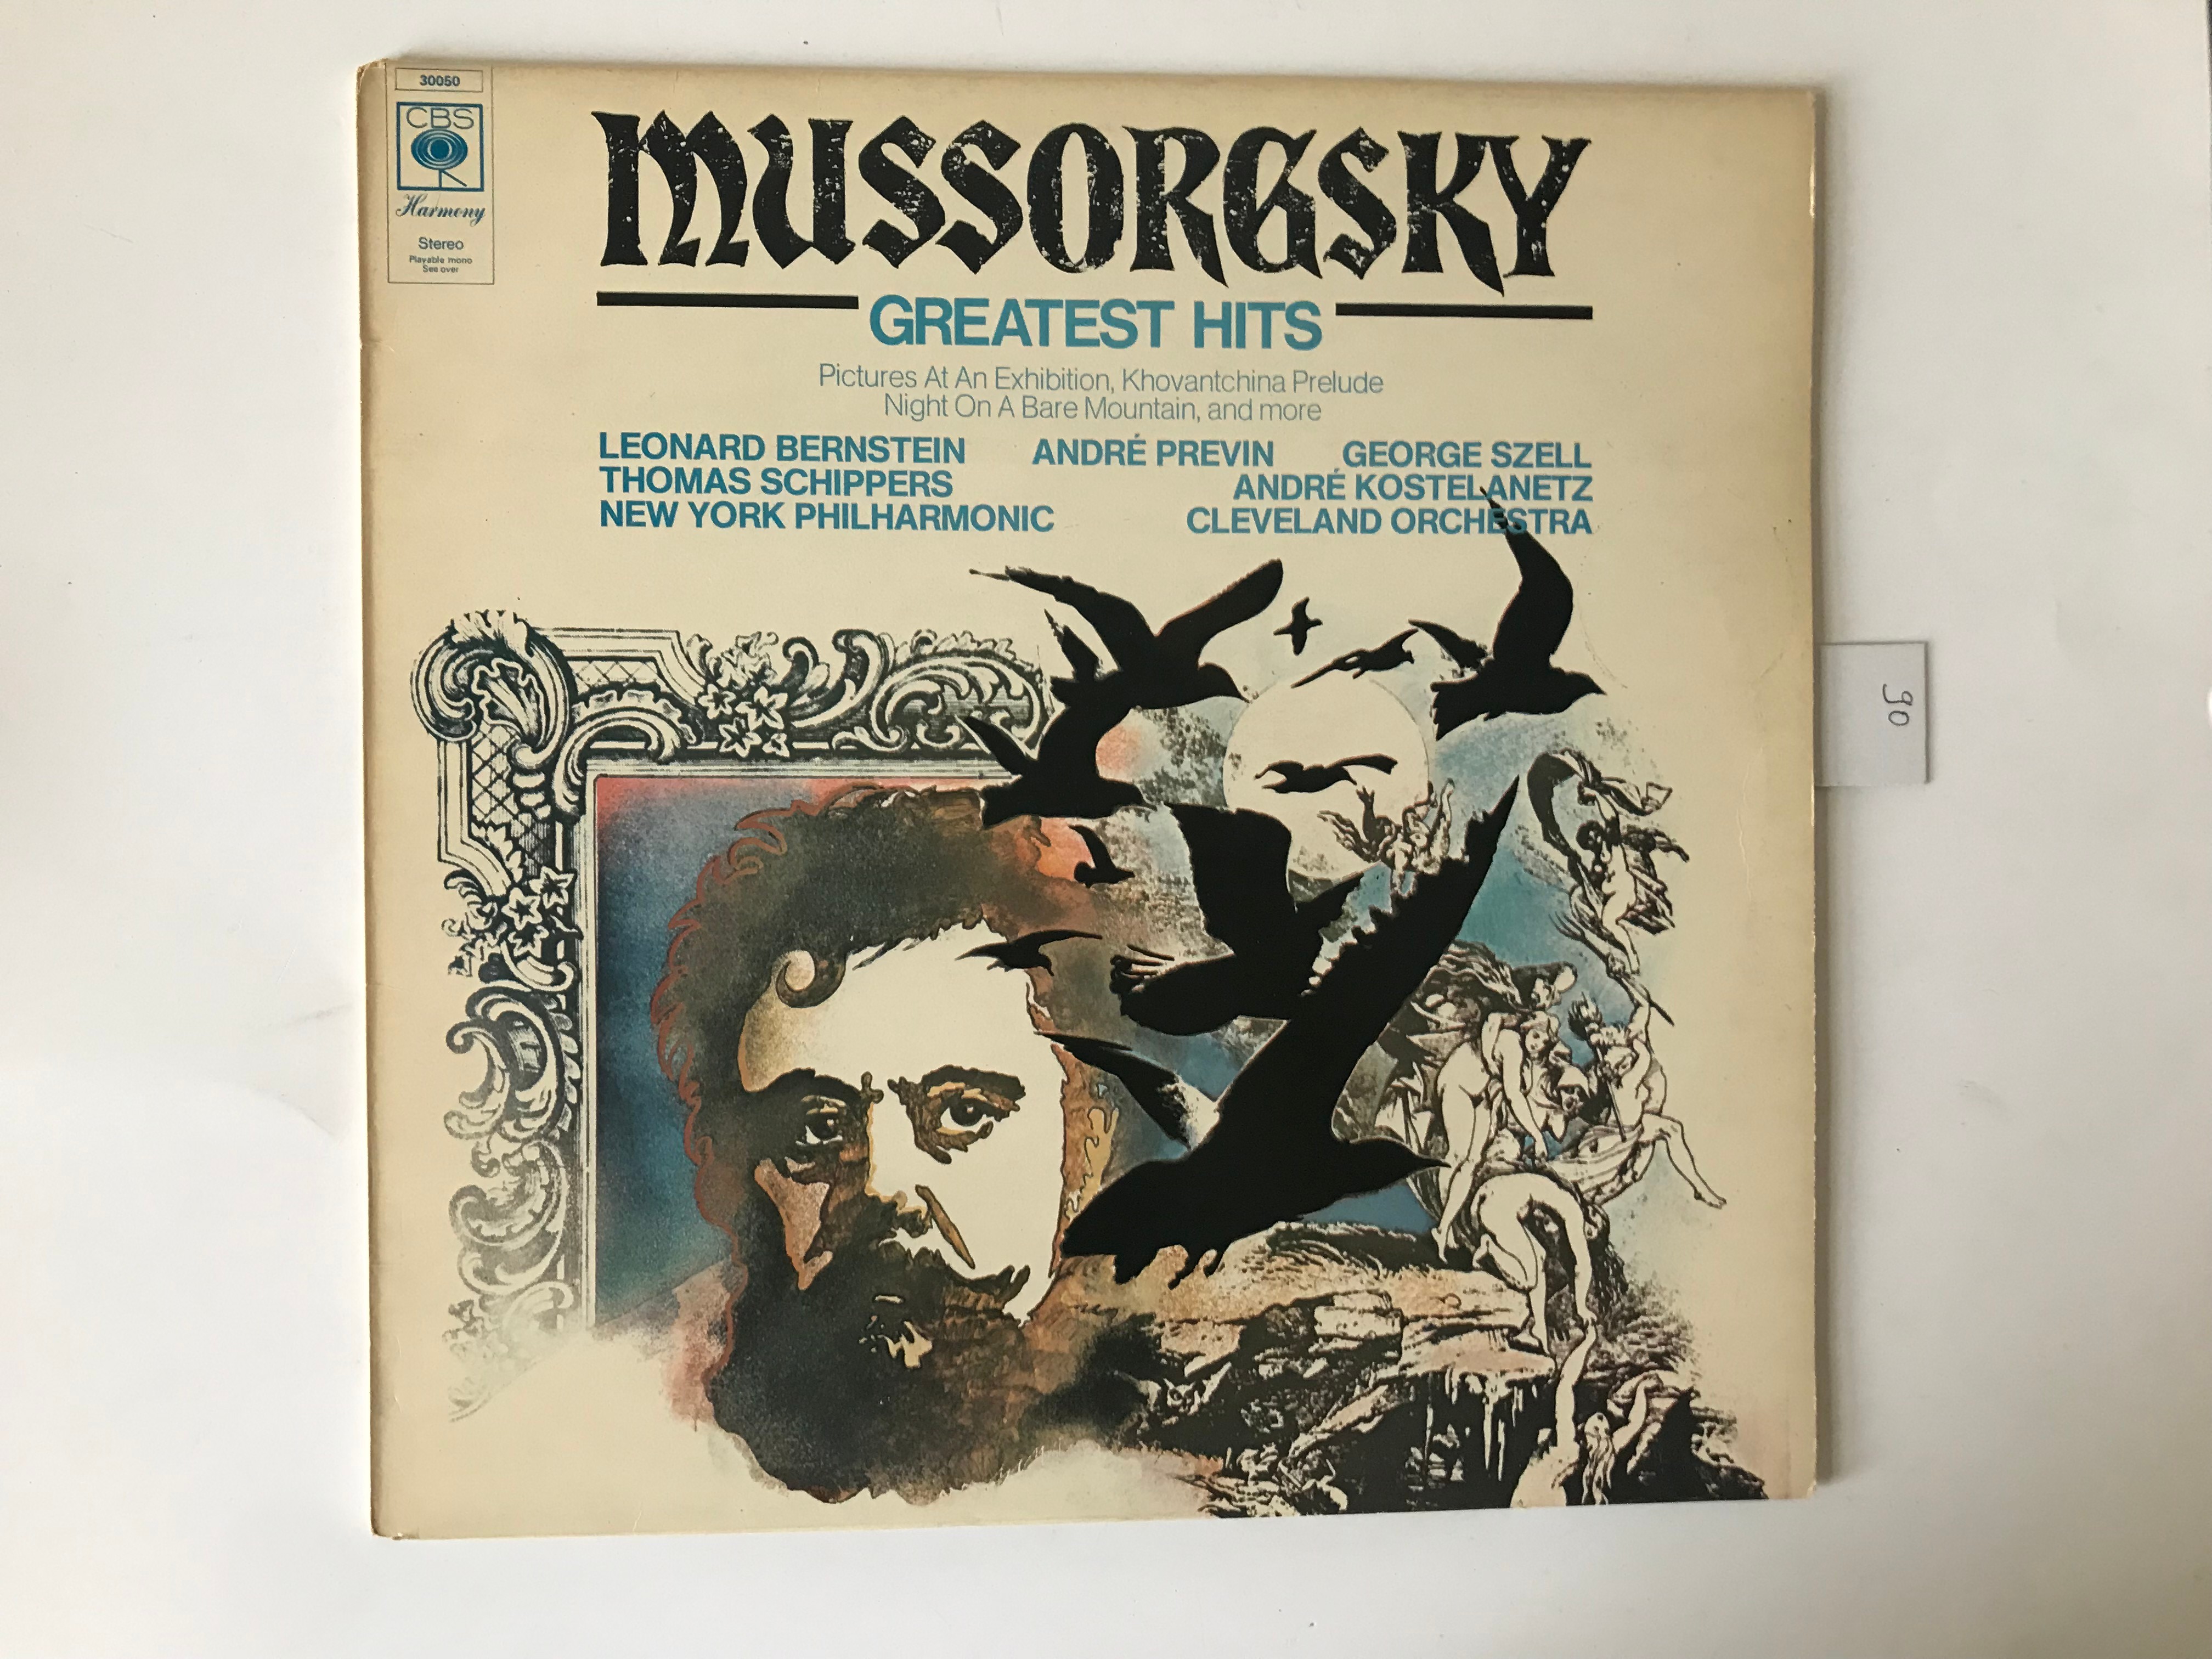 30050
CBS
Harmony
Stereo
Playable mono
See over
MUSSORGSKY
GREATEST HITS
Pictures At An Exhibition, Khovantchina Prelude
Night On A Bare Mountain, and more
LEONARD BERNSTEIN ANDRÉ PREVIN GEORGE SZELL
THOMAS SCHIPPERS ANDRÉ KOSTELANETZ
NEW YORK PHILHARMONIC CLEVELAND ORCHESTRA
90